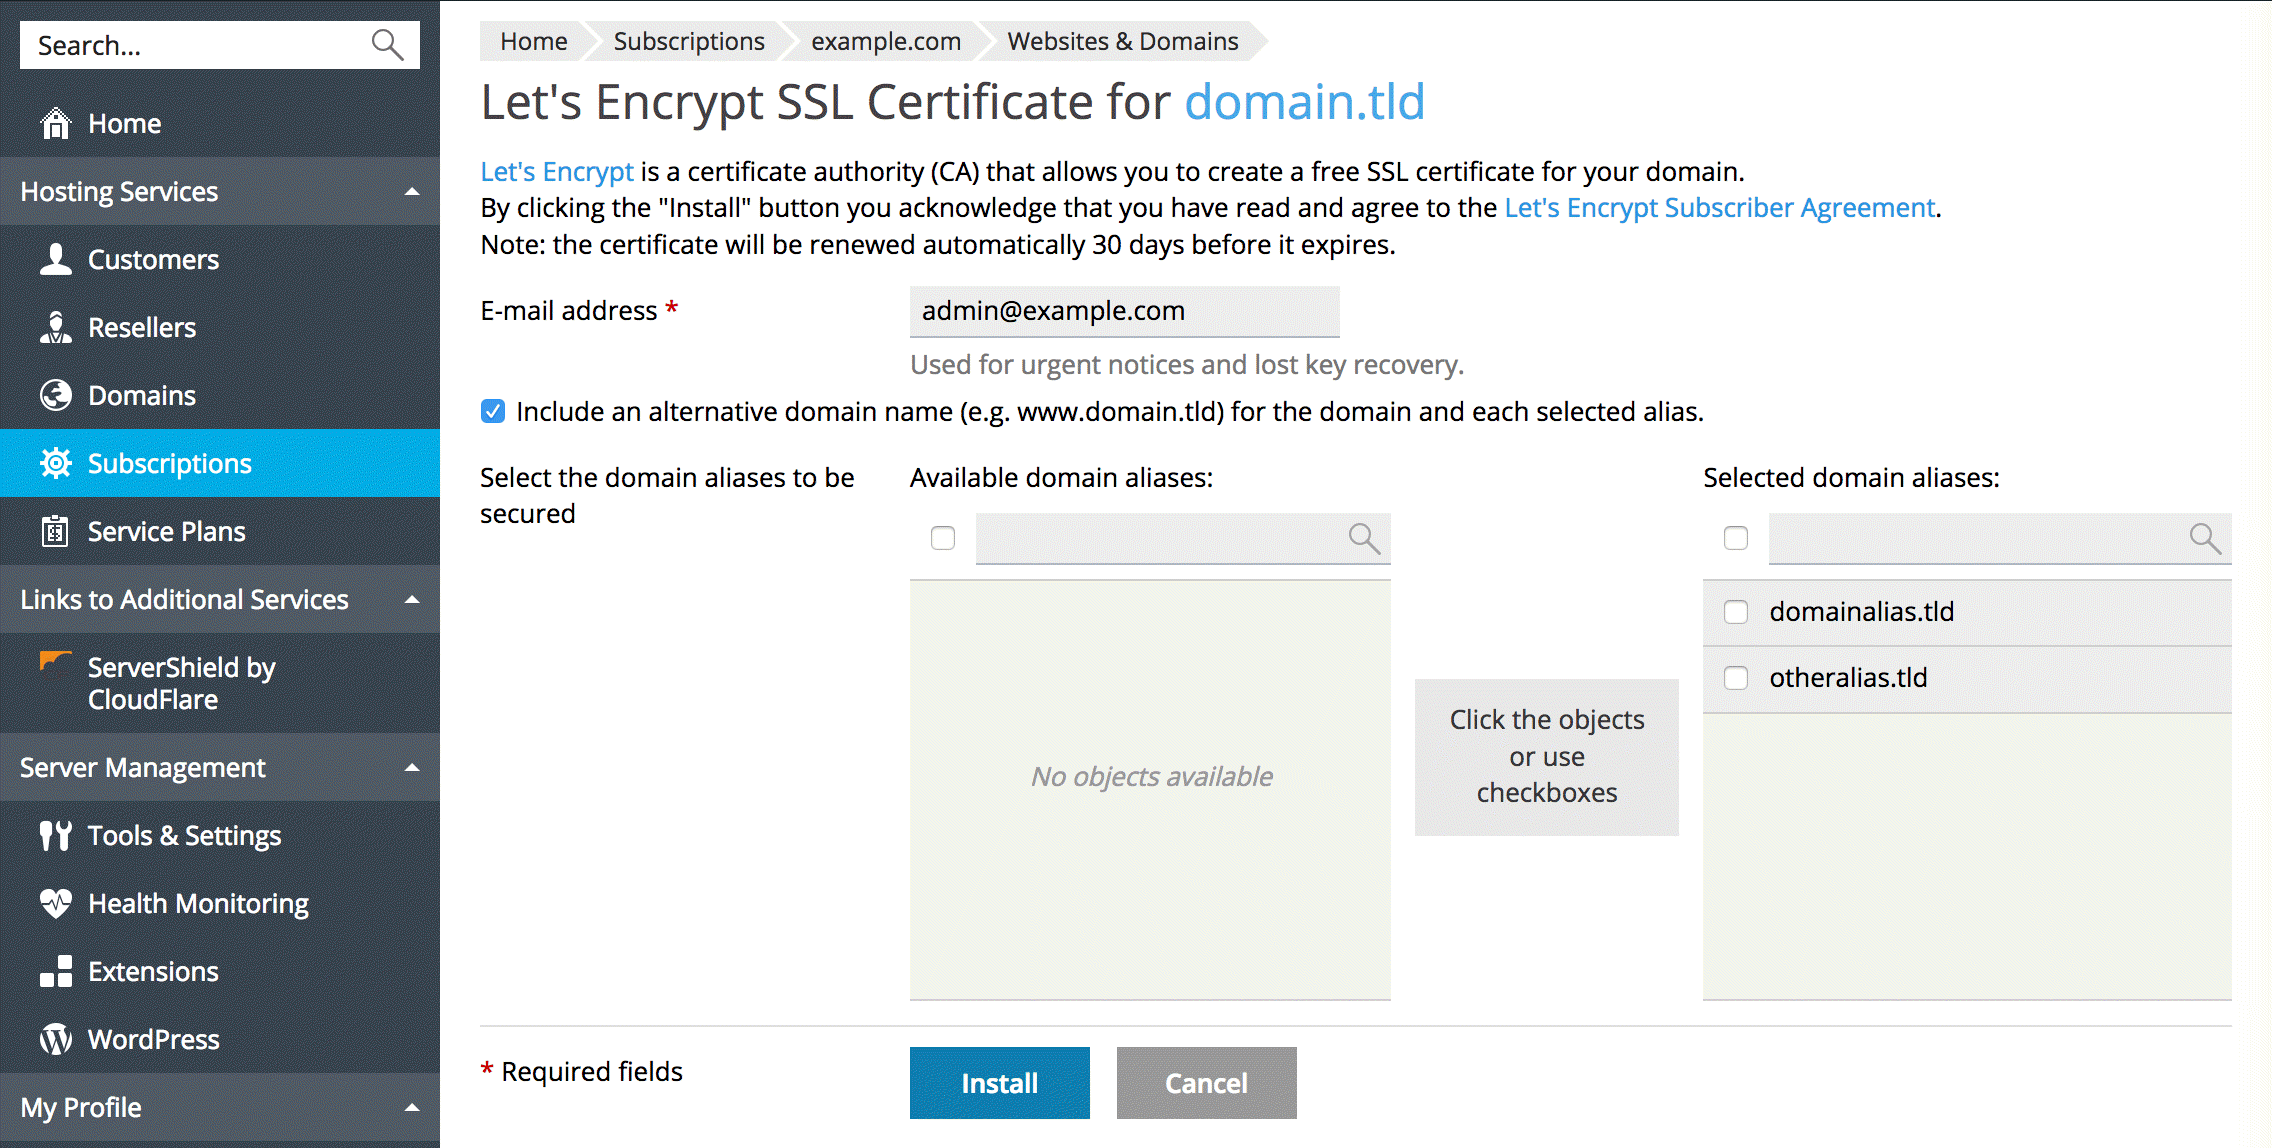 Search...
Home
Hosting Services
Customers
Resellers
Domains
Subscriptions
Service Plans
Links to Additional Services
ServerShield by
CloudFlare
Server Management
Tools & Settings
Health Monitoring
Extensions
WordPress
My Profile
Home Subscriptions example.com Websites & Domains
Let's Encrypt SSL Certificate for domain.tld
Let's Encrypt is a certificate authority (CA) that allows you to create a free SSL certificate for your domain.
By clicking the "Install" button you acknowledge that you have read and agree to the Let's Encrypt Subscriber Agreement.
Note: the certificate will be renewed automatically 30 days before it expires.
E-mail address * admin@example.com
Used for urgent notices and lost key recovery.
Include an alternative domain name (e.g. www.domain.tld) for the domain and each selected alias.
Select the domain aliases to be
secured
Available domain aliases:
No objects available
Click the objects
or use
checkboxes
Selected domain aliases:
domainalias.tld
otheralias.tld
* Required fields
Install
Cancel